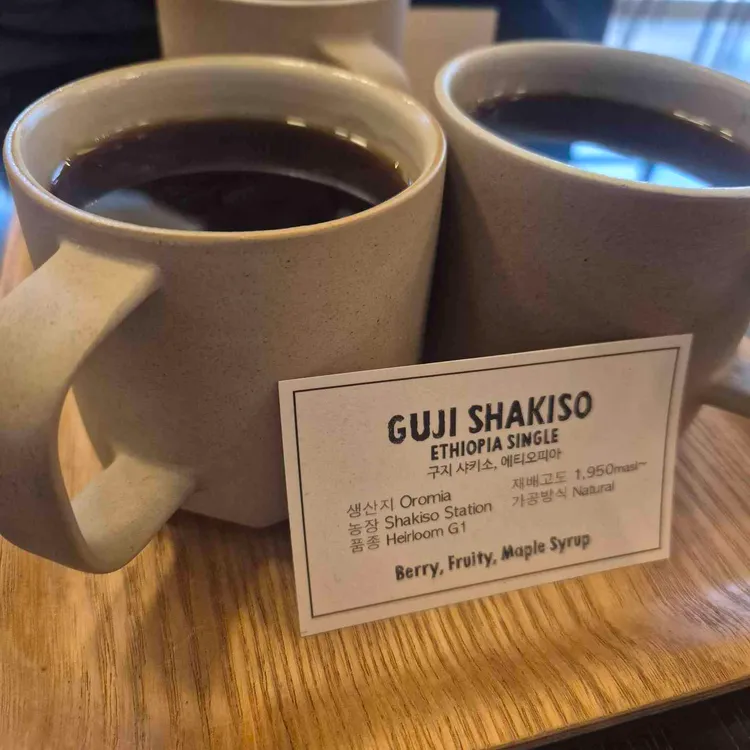 GUJI SHAKISO
ETHIOPIA SINGLE
구지 샤키소, 에티오피아
생산지 Oromia
농장 Shakiso Station
품종 Heirloom G1
재배고도 1,950masl~
가공방식 Natural
Berry, Fruity, Maple Syrup